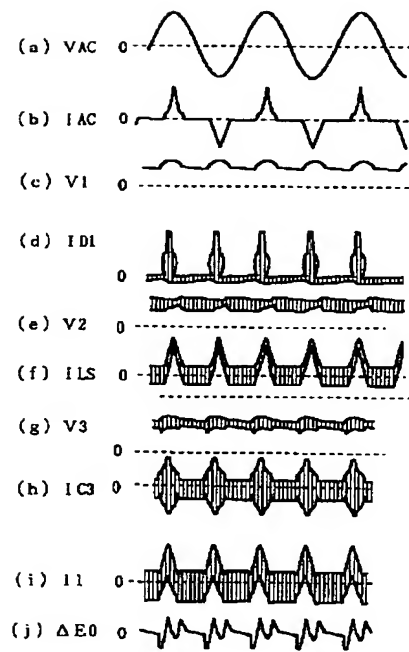 (a) VAC 0
(b) IAC 0
(c) V1 0
(d) ID1 0
(e) V2 0
(f) ILS 0
(g) V3 0
(h) IC3 0
(i) I1 0
(j) ΔE0 0